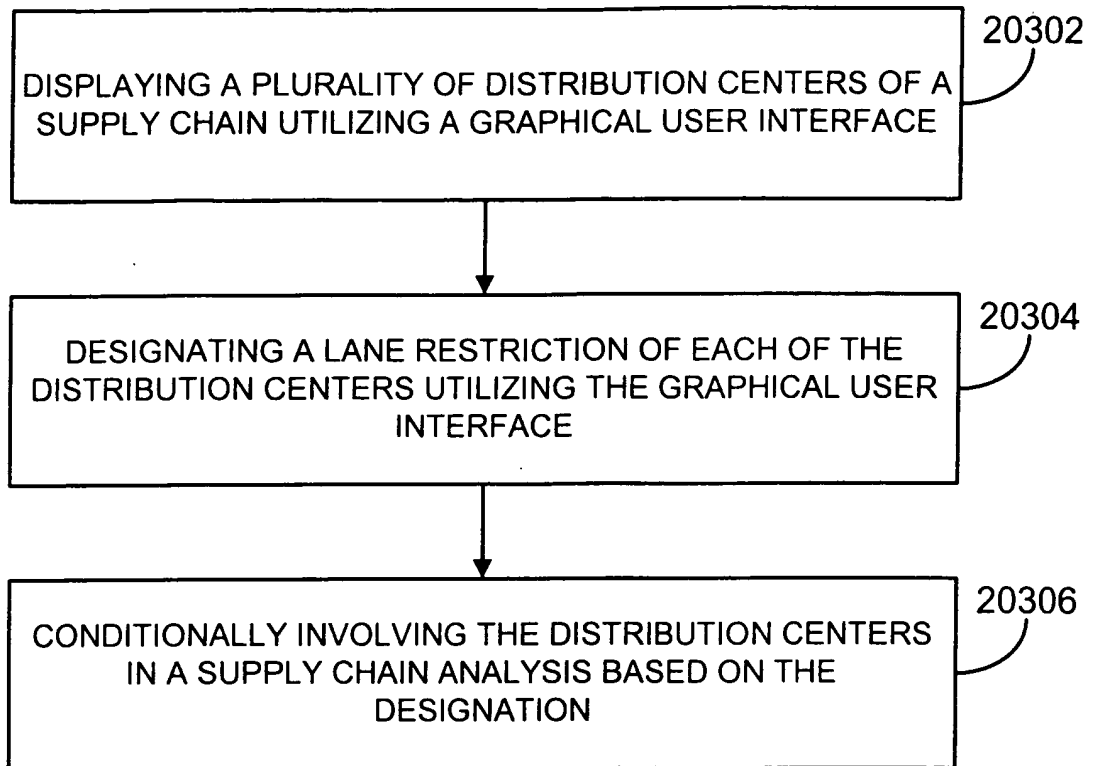 20302
DISPLAYING A PLURALITY OF DISTRIBUTION CENTERS OF A
SUPPLY CHAIN UTILIZING A GRAPHICAL USER INTERFACE
20304
DESIGNATING A LANE RESTRICTION OF EACH OF THE
DISTRIBUTION CENTERS UTILIZING THE GRAPHICAL USER
INTERFACE
20306
CONDITIONALLY INVOLVING THE DISTRIBUTION CENTERS
IN A SUPPLY CHAIN ANALYSIS BASED ON THE
DESIGNATION